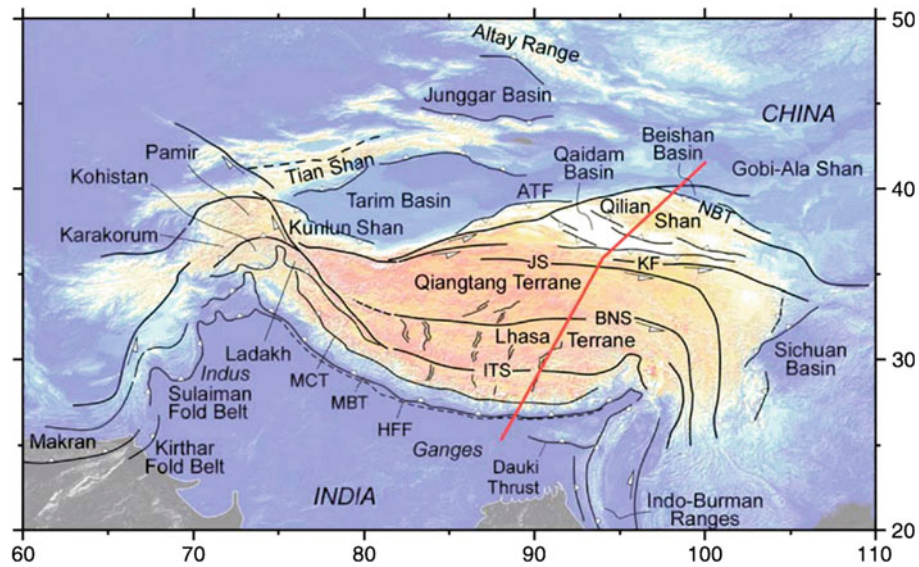 50
Altay Range
Junggar Basin
CHINA
Beishan
Basin
Pamir
Qaidam
Basin
Gobi-Ala Shan
Kohistan
Tian Shan
40
Tarim Basin
ATF
Qilian
Shan
NBT
Karakorum
Kunlun Shan
JS
KF
Qiangtang Terrane
BNS
Lhasa
Terrane
Ladakh
ITS
Sichuan
Basin
30
Indus
MCT
Sulaiman
Fold Belt
MBT
HFF
Ganges
Makran
Kirthar
Fold Belt
Dauki
Thrust
INDIA
Indo-Burman
Ranges
20
60
70
80
90
100
110